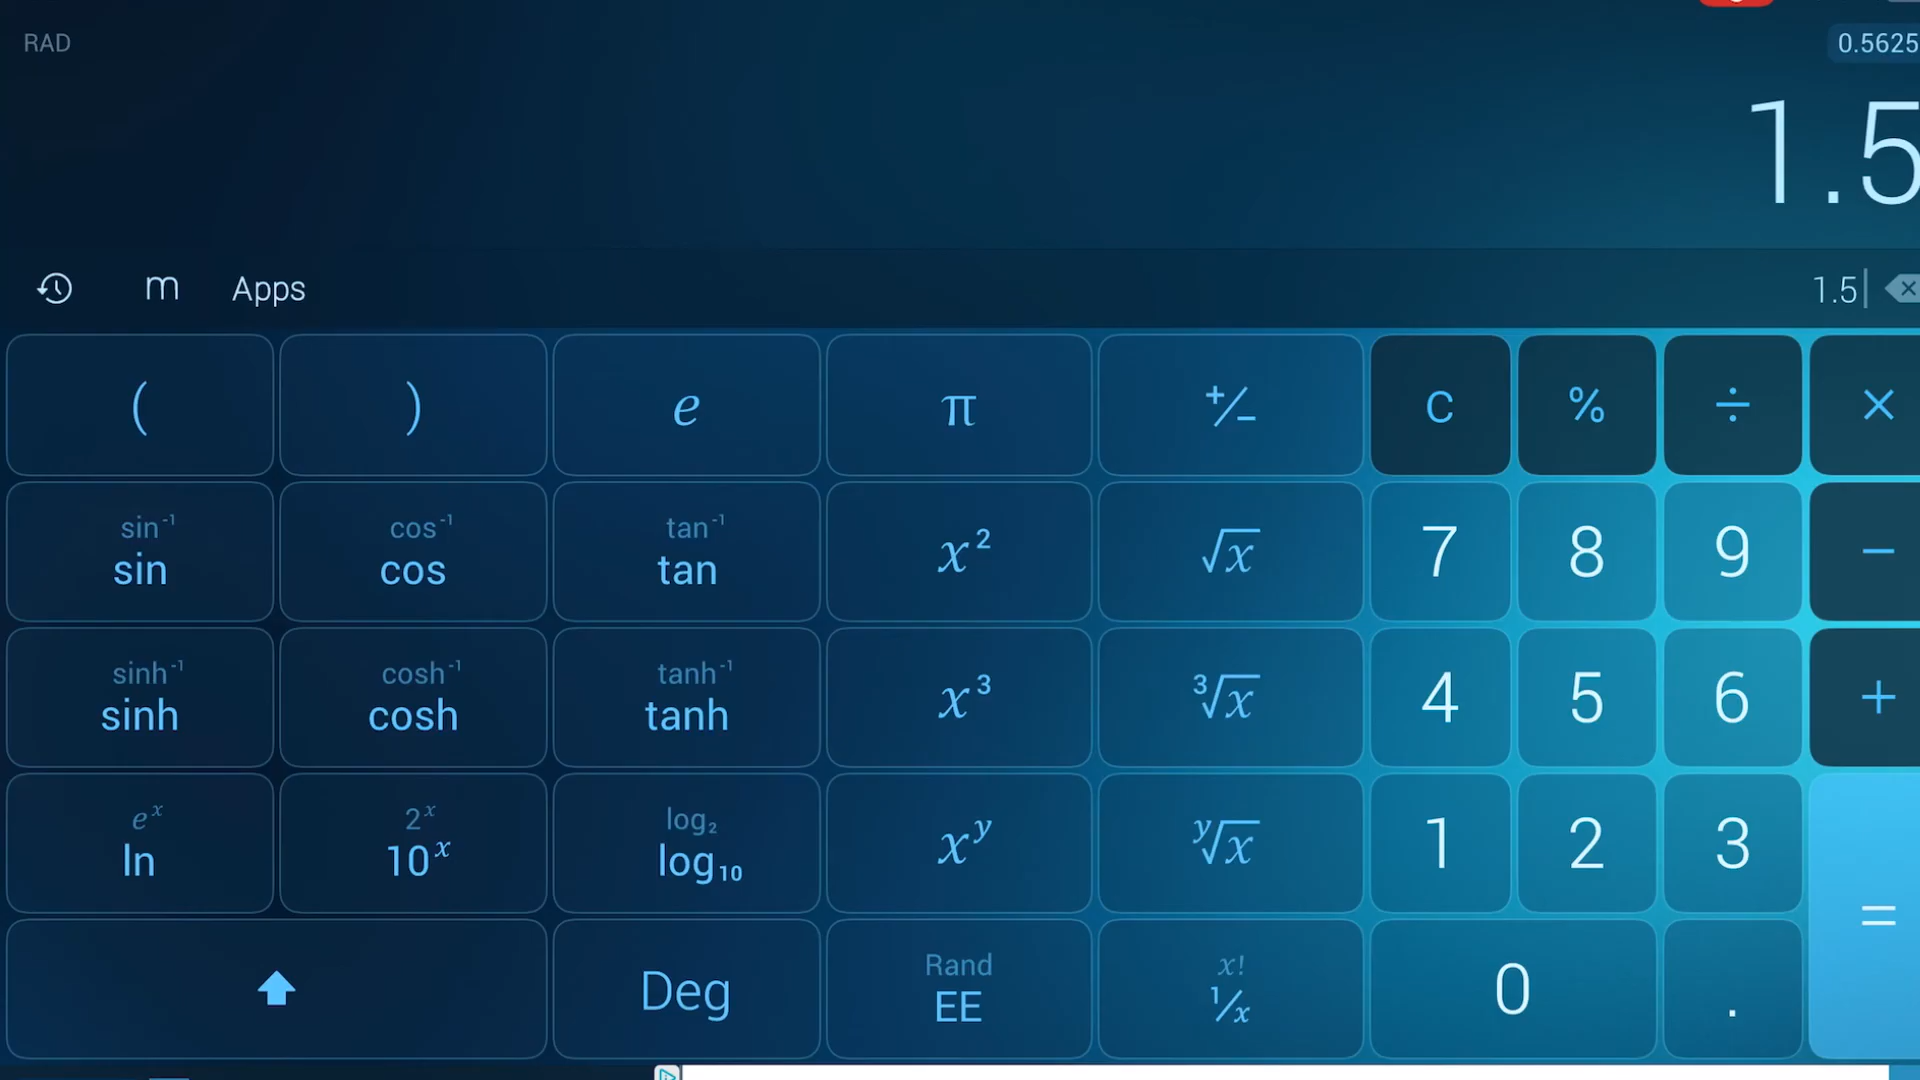 RAD
0.5625
1.5
m Apps 1.5
( ) e π +/− C % ÷ ×
sin⁻¹ cos⁻¹ tan⁻¹
sin cos tan x² √x 7 8 9 −
sinh⁻¹ cosh⁻¹ tanh⁻¹
sinh cosh tanh x³ ³√x 4 5 6 +
eˣ 2ˣ log₂
ln 10ˣ log₁₀ xʸ ʸ√x 1 2 3 =
Rand x!
Deg EE 1/x 0 .